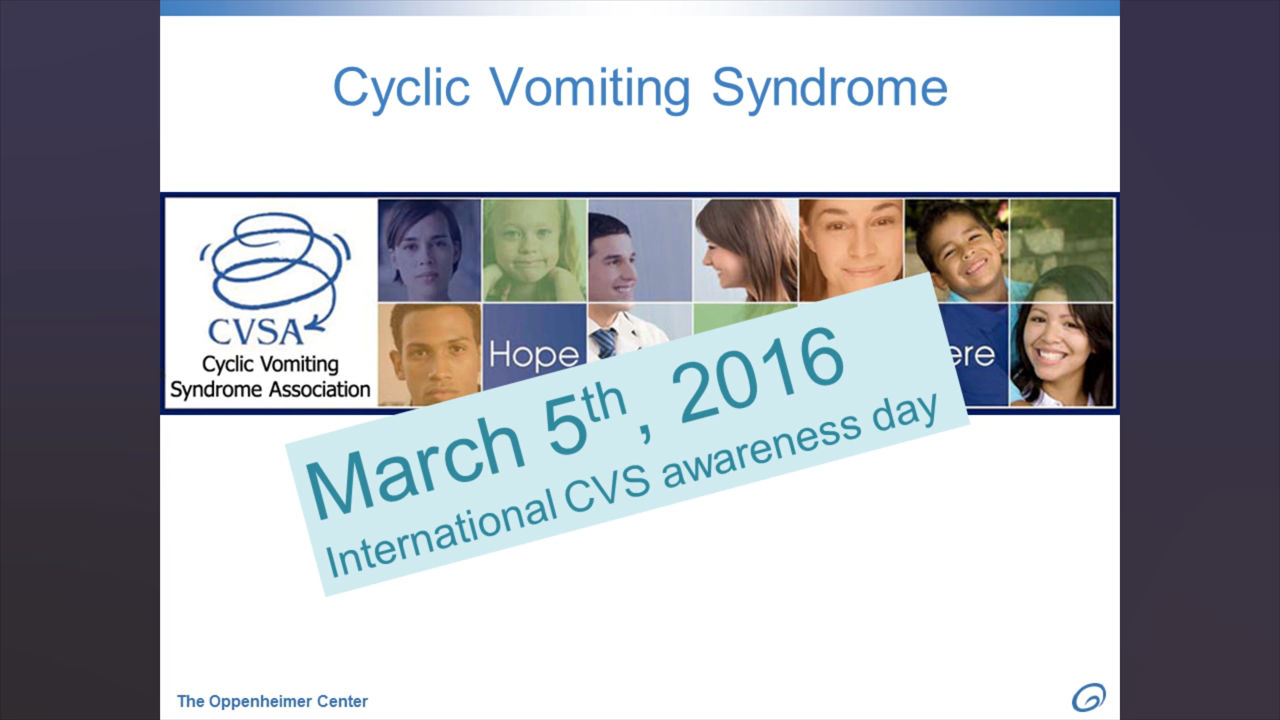 Cyclic Vomiting Syndrome
CVSA
Cyclic Vomiting
Syndrome Association
Hope
ere
March 5th, 2016
International CVS awareness day
The Oppenheimer Center